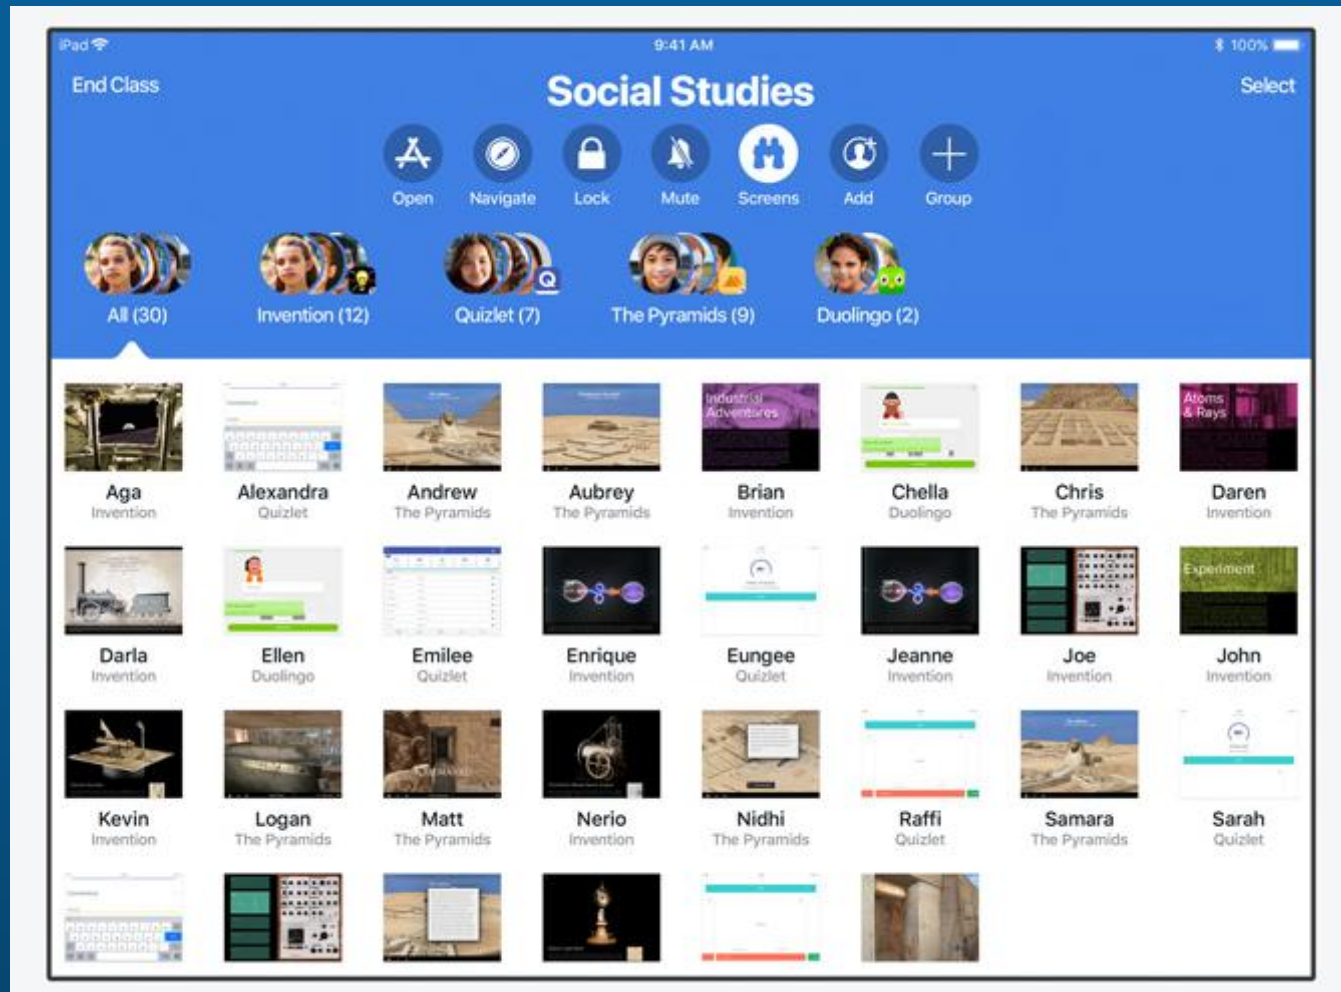 iPad
9:41 AM
100%
End Class
Social Studies
Select
Open
Navigate
Lock
Mute
Screens
Add
Group
Q
All (30)
Invention (12)
Quizlet (7)
The Pyramids (9)
Duolingo (2)
Industrial
Adventures
Atoms
& Rays
Aga
Invention
Alexandra
Quizlet
Andrew
The Pyramids
Aubrey
The Pyramids
Brian
Invention
Chella
Duolingo
Chris
The Pyramids
Daren
Invention
Experiment
Darla
Invention
Ellen
Duolingo
Emilee
Quizlet
Enrique
Invention
Eungee
Quizlet
Jeanne
Invention
Joe
Invention
John
Invention
Kevin
Invention
Logan
The Pyramids
Matt
The Pyramids
Nerio
Invention
Nidhi
The Pyramids
Raffi
Quizlet
Samara
The Pyramids
Sarah
Quizlet